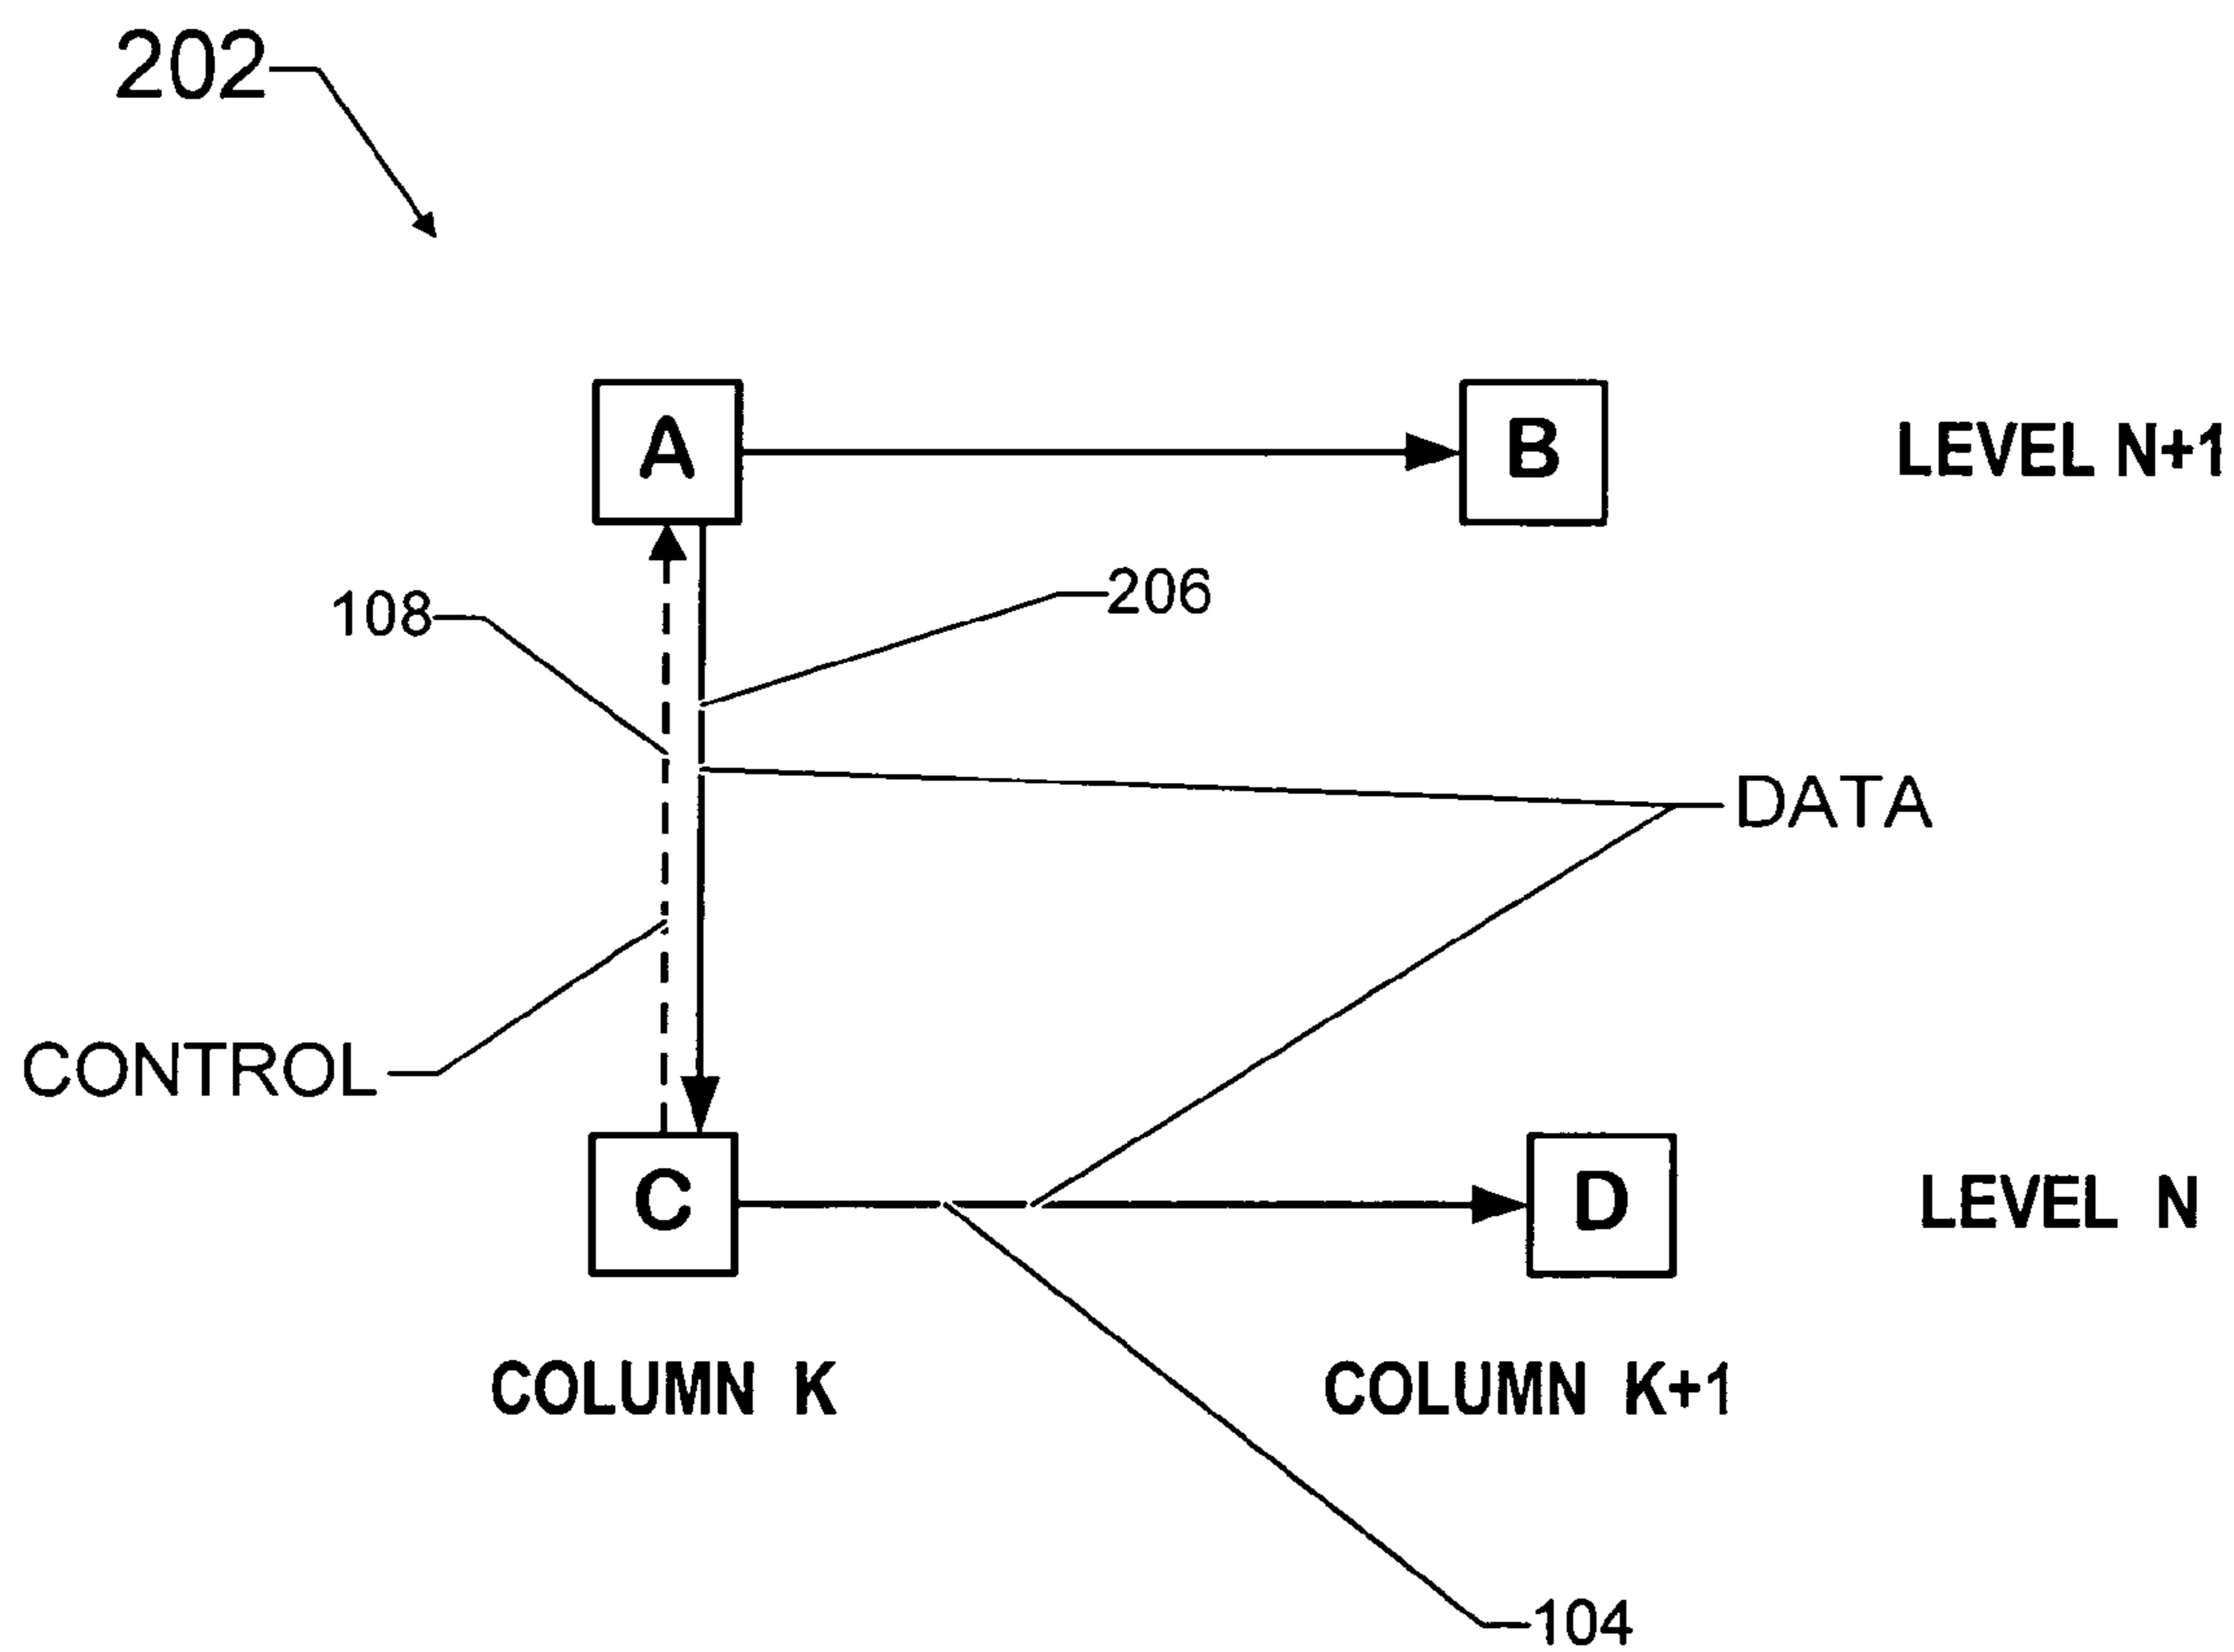 202
A
B
LEVEL N+1
108
206
DATA
CONTROL
C
D
LEVEL N
COLUMN K
COLUMN K+1
104